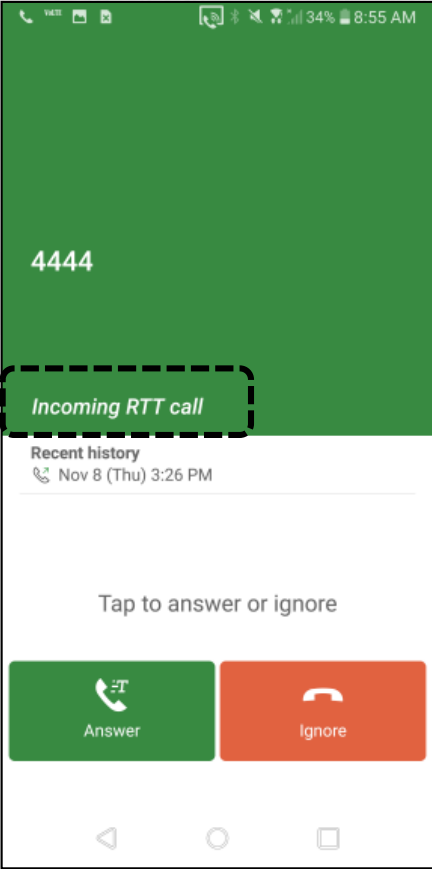 VoLTE 34% 8:55 AM
4444
Incoming RTT call
Recent history
Nov 8 (Thu) 3:26 PM
Tap to answer or ignore
Answer Ignore